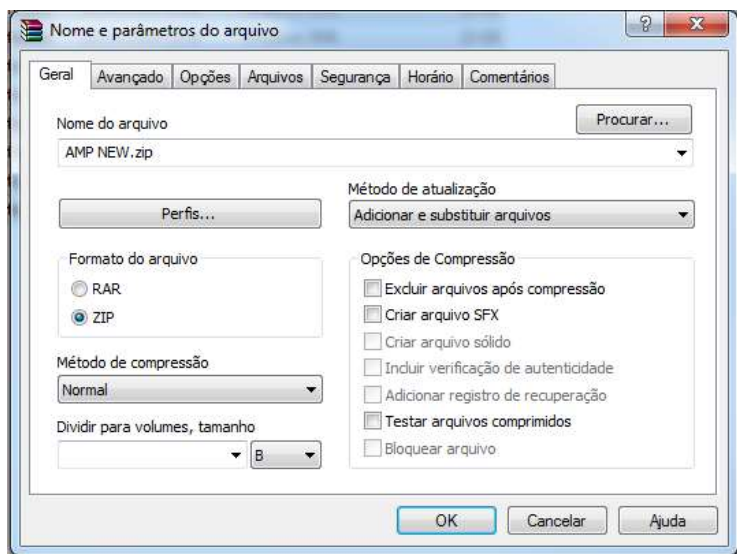 Nome e parâmetros do arquivo
Geral Avançado Opções Arquivos Segurança Horário Comentários
Nome do arquivo
Procurar...
AMP NEW.zip
Perfis...
Método de atualização
Adicionar e substituir arquivos
Formato do arquivo
RAR
ZIP
Método de compressão
Normal
Dividir para volumes, tamanho
B
Opções de Compressão
Excluir arquivos após compressão
Criar arquivo SFX
Criar arquivo sólido
Incluir verificação de autenticidade
Adicionar registro de recuperação
Testar arquivos comprimidos
Bloquear arquivo
OK Cancelar Ajuda